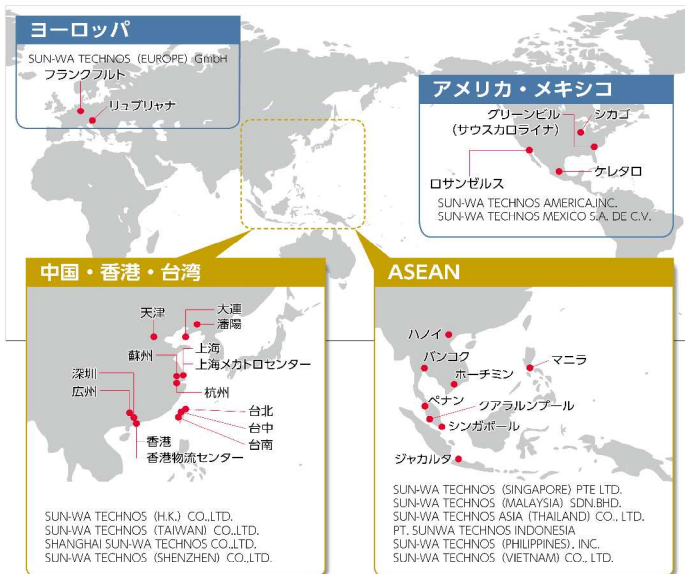 ヨーロッパ
SUN-WA TECHNOS (EUROPE) GmbH
フランクフルト
リュブリャナ
アメリカ・メキシコ
グリーンビル
(サウスカロライナ)
シカゴ
ロサンゼルス
ケレタロ
SUN-WA TECHNOS AMERICA,INC.
SUN-WA TECHNOS MEXICO S.A. DE C.V.
中国・香港・台湾
天津
大連
瀋陽
蘇州
上海
上海メカトロセンター
深圳
広州
杭州
台北
台中
台南
香港
香港物流センター
SUN-WA TECHNOS (H.K.) CO.,LTD.
SUN-WA TECHNOS (TAIWAN) CO.,LTD.
SHANGHAI SUN-WA TECHNOS CO.,LTD.
SUN-WA TECHNOS (SHENZHEN) CO.,LTD.
ASEAN
ハノイ
バンコク
マニラ
ホーチミン
ペナン
クアラルンプール
シンガポール
ジャカルタ
SUN-WA TECHNOS (SINGAPORE) PTE LTD.
SUN-WA TECHNOS (MALAYSIA) SDN.BHD.
SUN-WA TECHNOS ASIA (THAILAND) CO., LTD.
PT. SUNWA TECHNOS INDONESIA
SUN-WA TECHNOS (PHILIPPINES), INC.
SUN-WA TECHNOS (VIETNAM) CO., LTD.